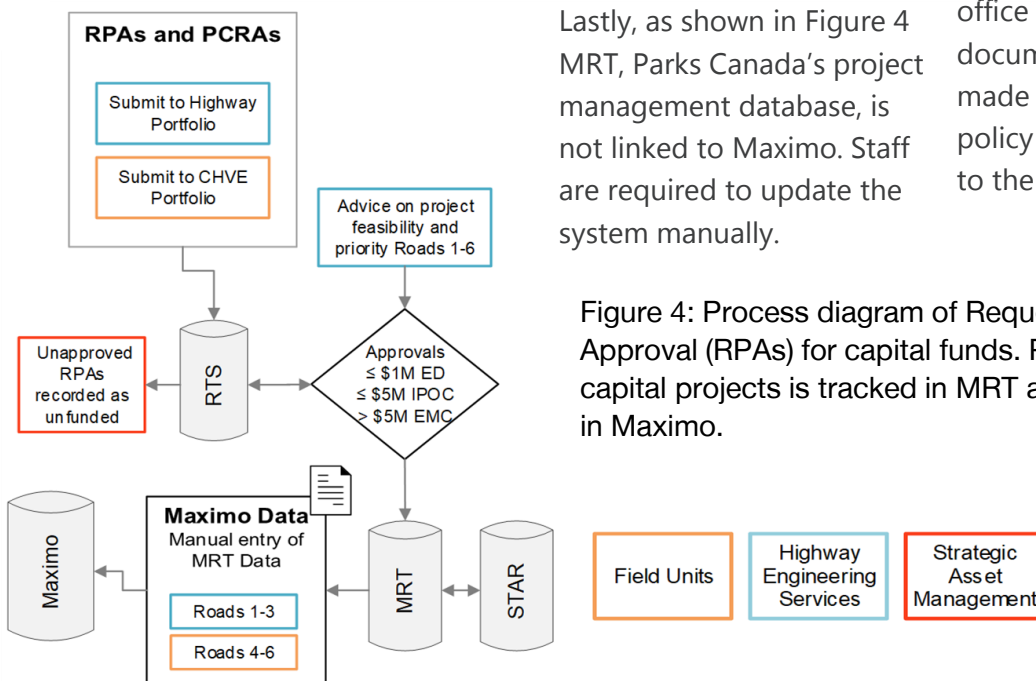 RPAs and PCRAs
Submit to Highway
Portfolio
Submit to CHVE
Portfolio
Advice on project
feasibility and
priority Roads 1-6
Unapproved
RPAs
recorded as
unfunded
RTS
Approvals
≤ $1M ED
≤ $5M IPOC
> $5M EMC
Maximo
Maximo Data
Manual entry of
MRT Data
Roads 1-3
Roads 4-6
MRT
STAR
Lastly, as shown in Figure 4
MRT, Parks Canada’s project
management database, is
not linked to Maximo. Staff
are required to update the
system manually.
office
made
policy
to the
Figure 4: Process diagram of
Approval (RPAs) for capital funds.
capital projects is tracked in MRT
in Maximo.
Field Units
Highway
Engineering
Services
Strategic
Asset
Management